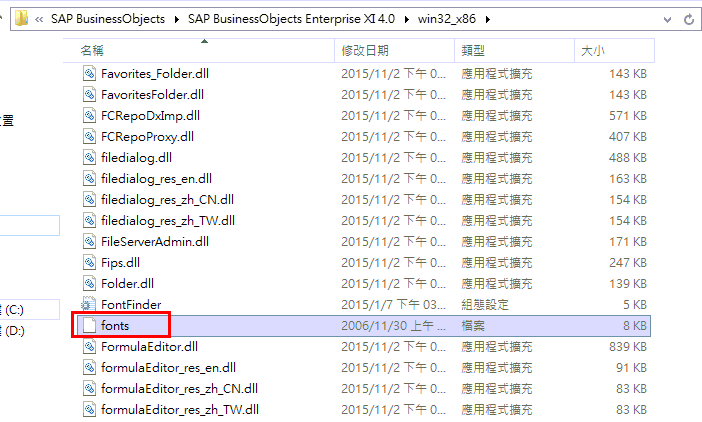 « SAP BusinessObjects › SAP BusinessObjects Enterprise XI 4.0 › win32_x86 ›
名稱 修改日期 類型 大小
Favorites_Folder.dll 2015/11/2 下午 0... 應用程式擴充 143 KB
FavoritesFolder.dll 2015/11/2 下午 0... 應用程式擴充 143 KB
FCRepoDxImp.dll 2015/11/2 下午 0... 應用程式擴充 571 KB
置 FCRepoProxy.dll 2015/11/2 下午 0... 應用程式擴充 407 KB
filedialog.dll 2015/11/2 下午 0... 應用程式擴充 488 KB
filedialog_res_en.dll 2015/11/2 下午 0... 應用程式擴充 163 KB
filedialog_res_zh_CN.dll 2015/11/2 下午 0... 應用程式擴充 154 KB
filedialog_res_zh_TW.dll 2015/11/2 下午 0... 應用程式擴充 154 KB
FileServerAdmin.dll 2015/11/2 下午 0... 應用程式擴充 171 KB
Fips.dll 2015/11/2 下午 0... 應用程式擴充 247 KB
Folder.dll 2015/11/2 下午 0... 應用程式擴充 139 KB
(C:) FontFinder 2015/1/7 下午 03... 組態設定 5 KB
(D:) fonts 2006/11/30 上午 ... 檔案 8 KB
FormulaEditor.dll 2015/11/2 下午 0... 應用程式擴充 839 KB
formulaEditor_res_en.dll 2015/11/2 下午 0... 應用程式擴充 91 KB
formulaEditor_res_zh_CN.dll 2015/11/2 下午 0... 應用程式擴充 83 KB
formulaEditor_res_zh_TW.dll 2015/11/2 下午 0... 應用程式擴充 83 KB